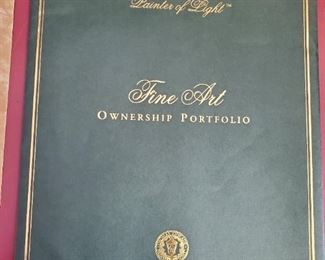 Painter of Light™
Fine Art
OWNERSHIP PORTFOLIO